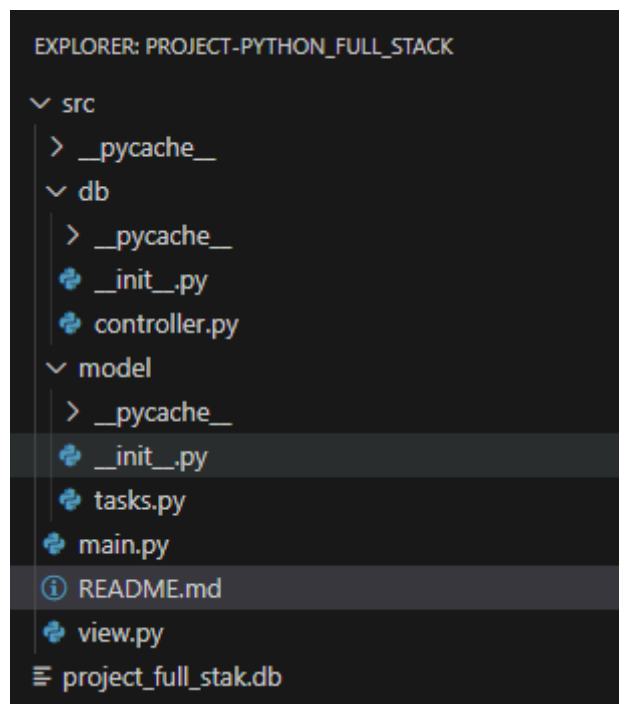 EXPLORER: PROJECT-PYTHON_FULL_STACK
src
__pycache__
db
__pycache__
__init__.py
controller.py
model
__pycache__
__init__.py
tasks.py
main.py
README.md
view.py
project_full_stak.db